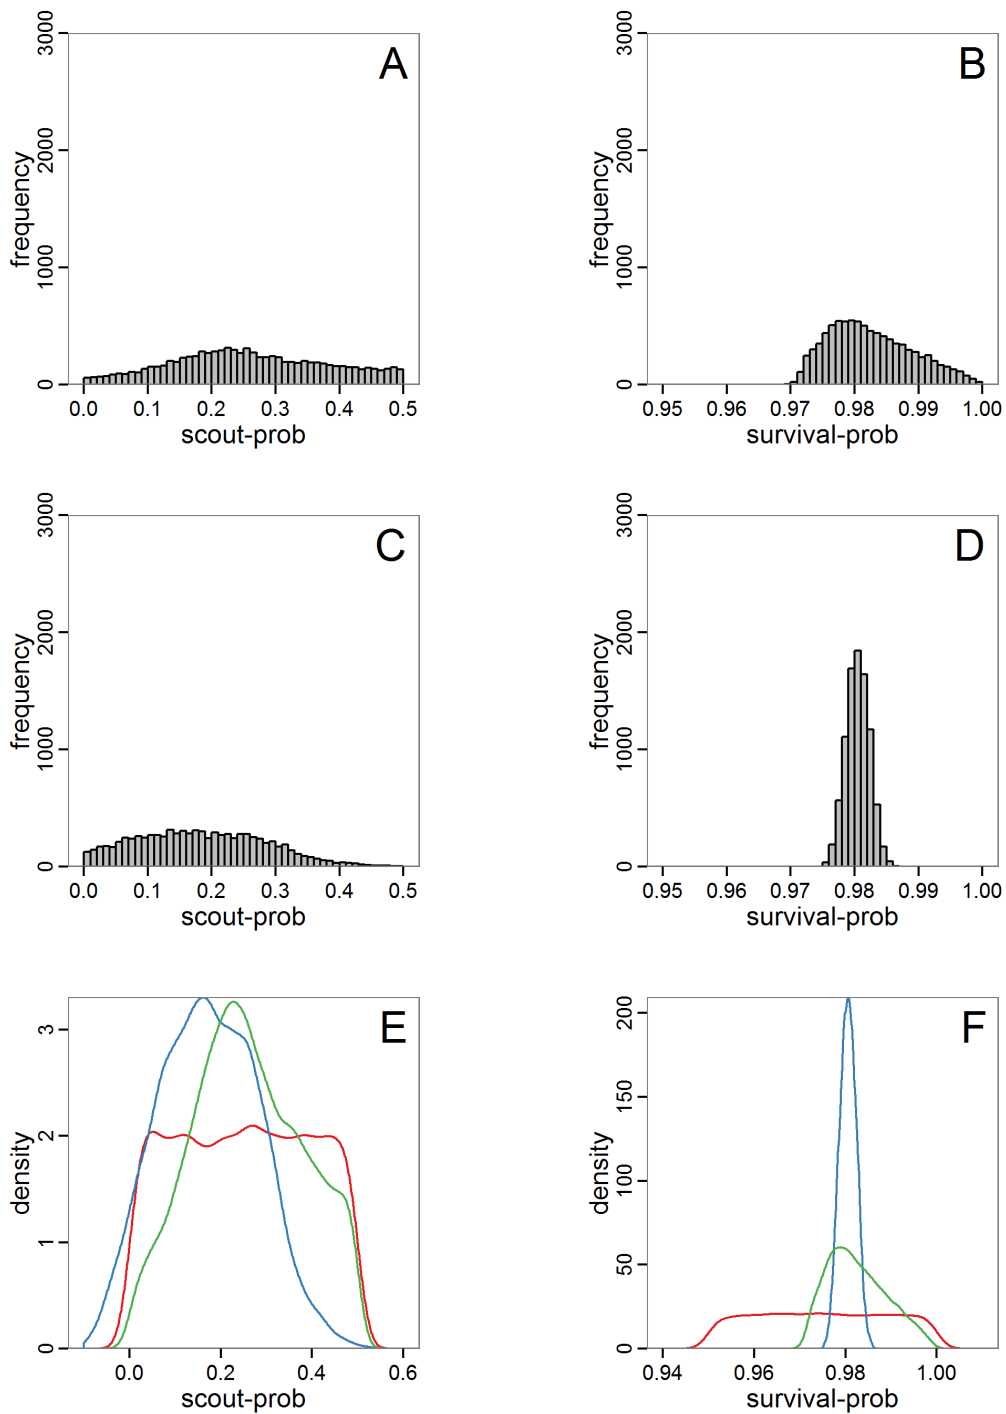 A
frequency
3000
2000
1000
0
0.0 0.1 0.2 0.3 0.4 0.5
scout-prob
B
frequency
3000
2000
1000
0
0.95 0.96 0.97 0.98 0.99 1.00
survival-prob
C
frequency
3000
2000
1000
0
0.0 0.1 0.2 0.3 0.4 0.5
scout-prob
D
frequency
3000
2000
1000
0
0.95 0.96 0.97 0.98 0.99 1.00
survival-prob
E
density
3
2
1
0
0.0 0.2 0.4 0.6
scout-prob
F
density
200
150
100
50
0
0.94 0.96 0.98 1.00
survival-prob